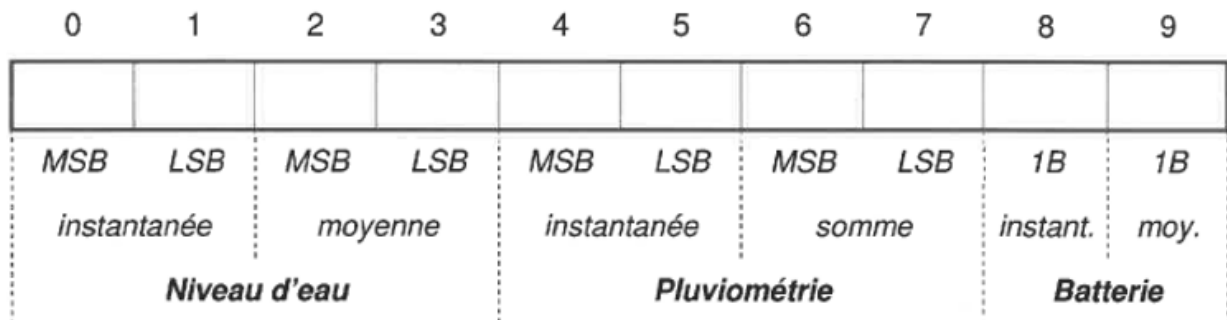 0 1 2 3 4 5 6 7 8 9
MSB LSB MSB LSB MSB LSB MSB LSB 1B 1B
instantanée moyenne instantanée somme instant. moy.
Niveau d'eau Pluviométrie Batterie